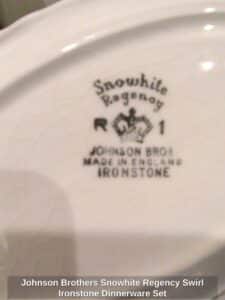 Snowhite
Regency
R 1
JOHNSON BROS
MADE IN ENGLAND
IRONSTONE
Johnson Brothers Snowhite Regency Swirl
Ironstone Dinnerware Set